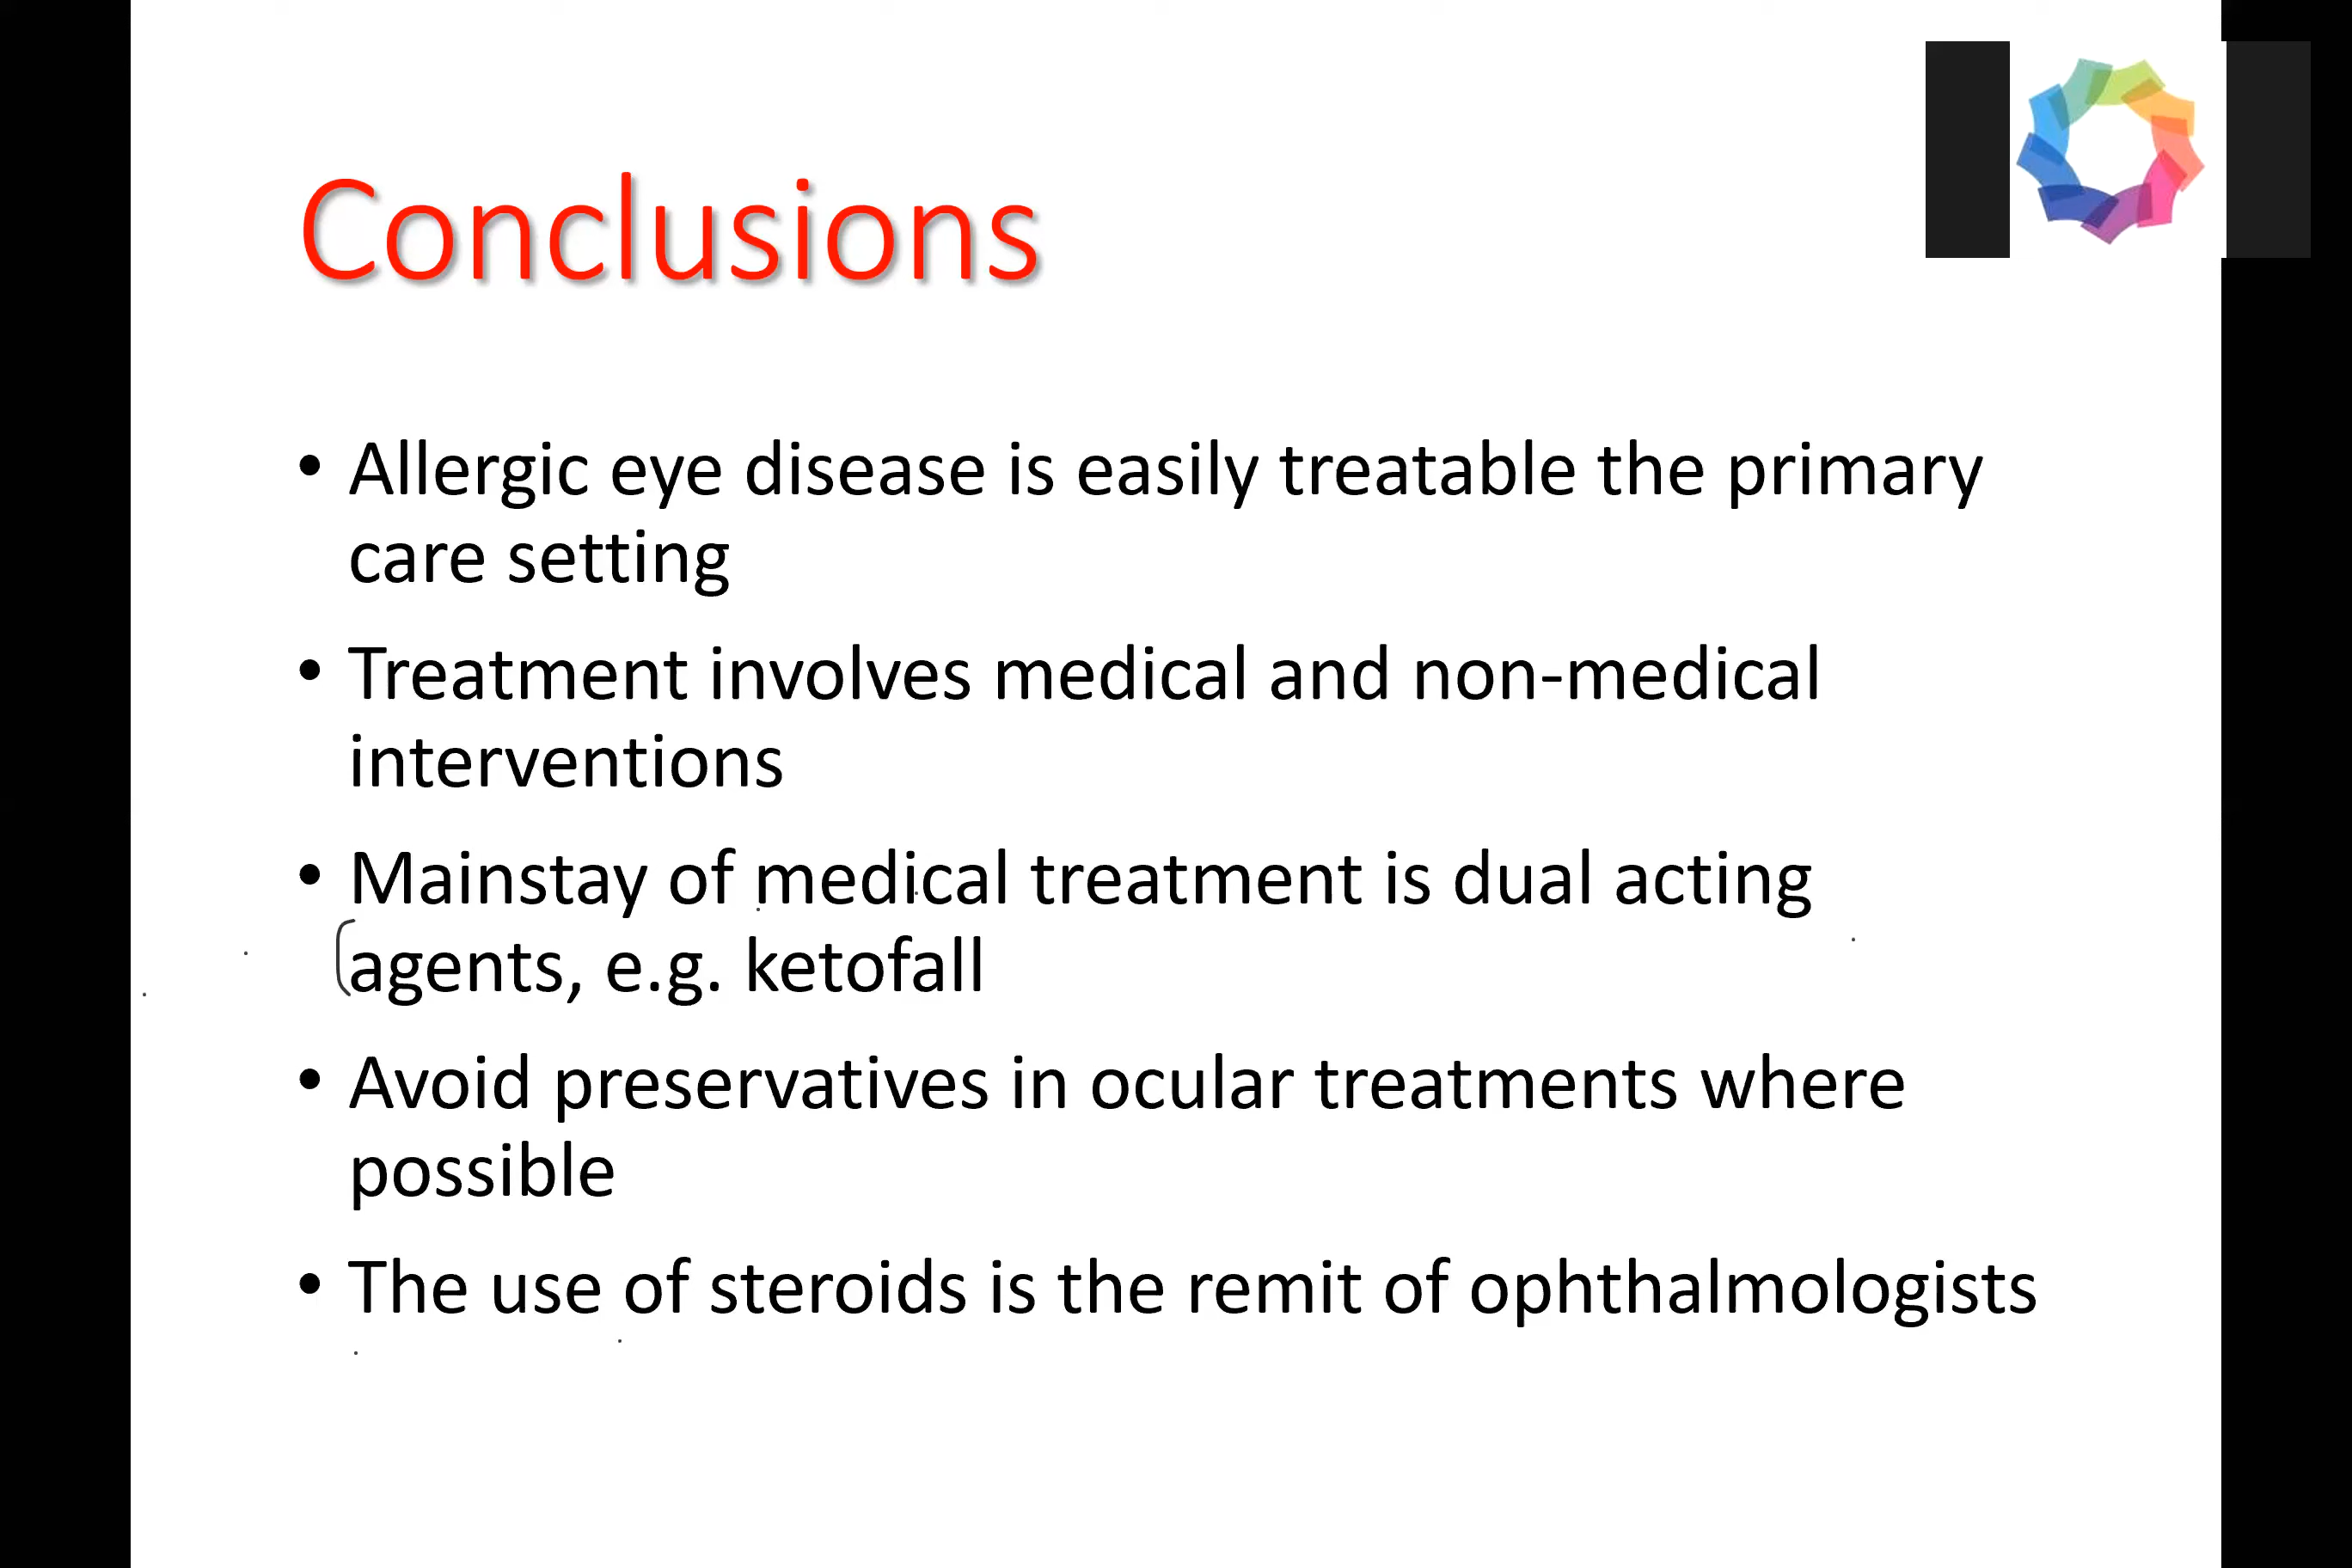 Conclusions
• Allergic eye disease is easily treatable the primary
care setting
• Treatment involves medical and non-medical
interventions
• Mainstay of medical treatment is dual acting
agents, e.g. ketofall
• Avoid preservatives in ocular treatments where
possible
• The use of steroids is the remit of ophthalmologists